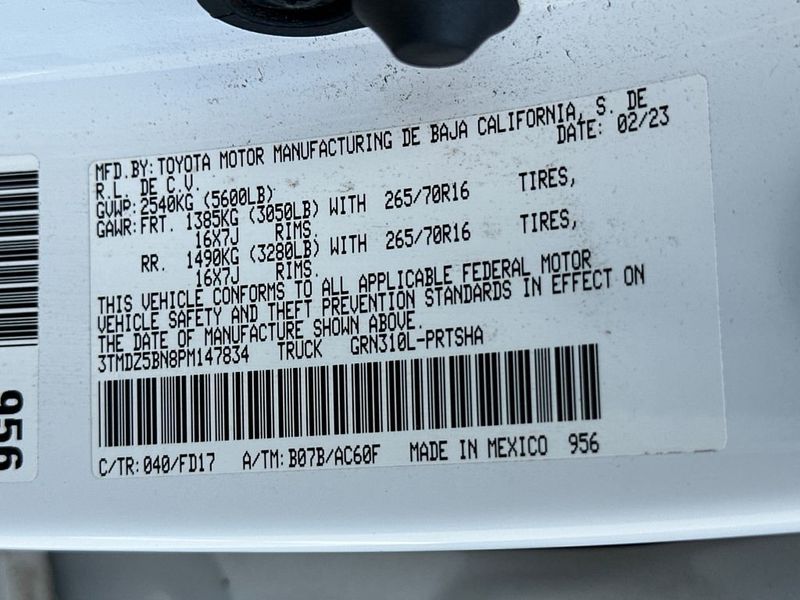 MFD.BY:TOYOTA MOTOR MANUFACTURING DE BAJA CALIFORNIA, S. DE
R.L. DE C.V. DATE: 02/23
GVWP:2540KG (5600LB)
GAWR:FRT. 1385KG (3050LB) WITH 265/70R16 TIRES,
16X7J RIMS.
RR. 1490KG (3280LB) WITH 265/70R16 TIRES,
16X7J RIMS.
THIS VEHICLE CONFORMS TO ALL APPLICABLE FEDERAL MOTOR
VEHICLE SAFETY AND THEFT PREVENTION STANDARDS IN EFFECT ON
THE DATE OF MANUFACTURE SHOWN ABOVE.
3TMDZ5BN8PM147834 TRUCK GRN310L-PRTSHA
C/TR:040/FD17 A/TM:B07B/AC60F MADE IN MEXICO 956
956